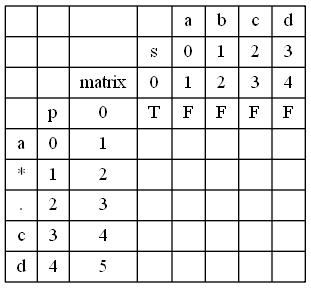 a b c d
s 0 1 2 3
matrix 0 1 2 3 4
p 0 T F F F F
a 0 1
* 1 2
. 2 3
c 3 4
d 4 5